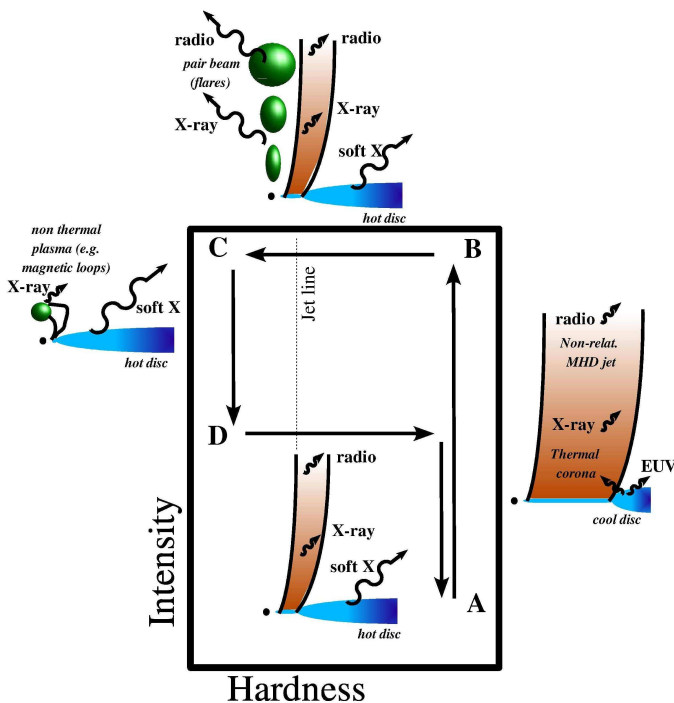 radio
pair beam
(flares)
X-ray
radio
X-ray
soft X
hot disc
non thermal
plasma (e.g.
magnetic loops)
X-ray
soft X
hot disc
C
B
Jet line
D
A
radio
X-ray
soft X
hot disc
radio
Non-relat.
MHD jet
X-ray
Thermal
corona
EUV
cool disc
Intensity
Hardness